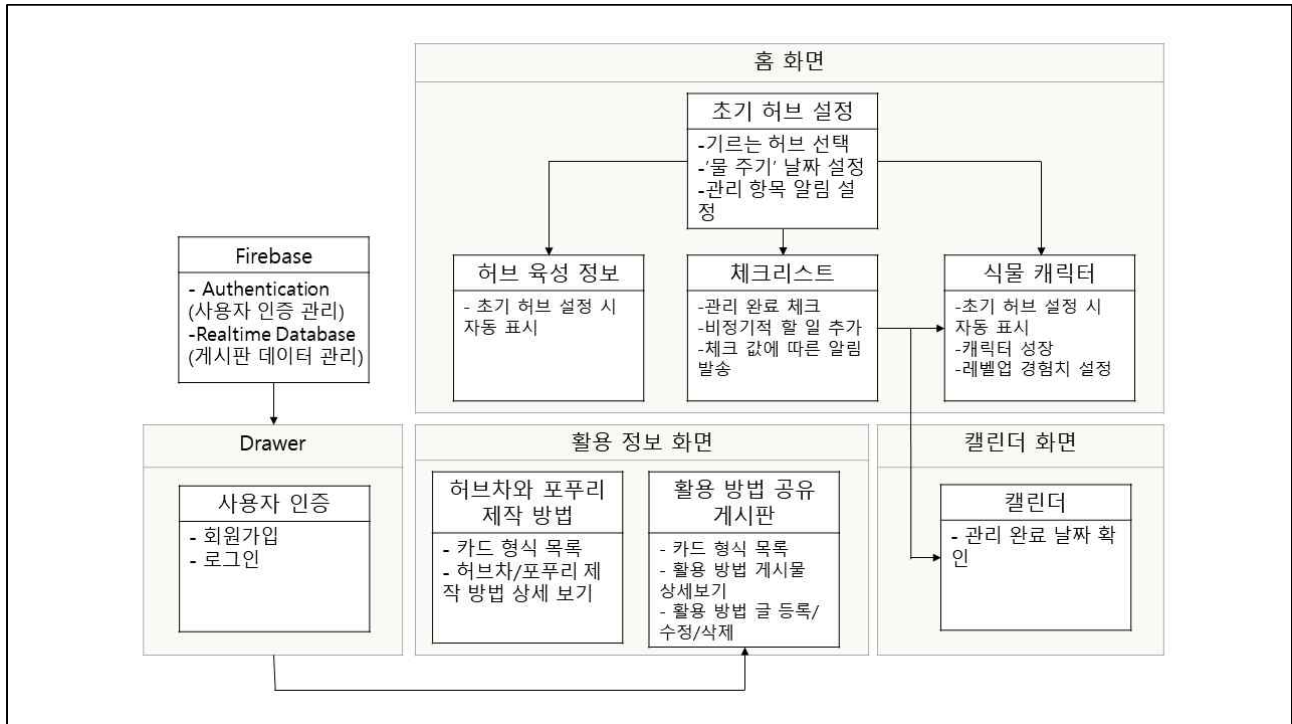 홈 화면
초기 허브 설정
-기르는 허브 선택
-'물 주기' 날짜 설정
-관리 항목 알림 설
정
Firebase
- Authentication
(사용자 인증 관리)
-Realtime Database
(게시판 데이터 관리)
허브 육성 정보
- 초기 허브 설정 시
자동 표시
체크리스트
-관리 완료 체크
-비정기적 할 일 추가
-체크 값에 따른 알림
발송
식물 캐릭터
-초기 허브 설정 시
자동 표시
-캐릭터 성장
-레벨업 경험치 설정
Drawer
사용자 인증
- 회원가입
- 로그인
활용 정보 화면
허브차와 포푸리
제작 방법
- 카드 형식 목록
- 허브차/포푸리 제
작 방법 상세 보기
활용 방법 공유
게시판
- 카드 형식 목록
- 활용 방법 게시물
상세보기
- 활용 방법 글 등록/
수정/삭제
캘린더 화면
캘린더
- 관리 완료 날짜 확
인